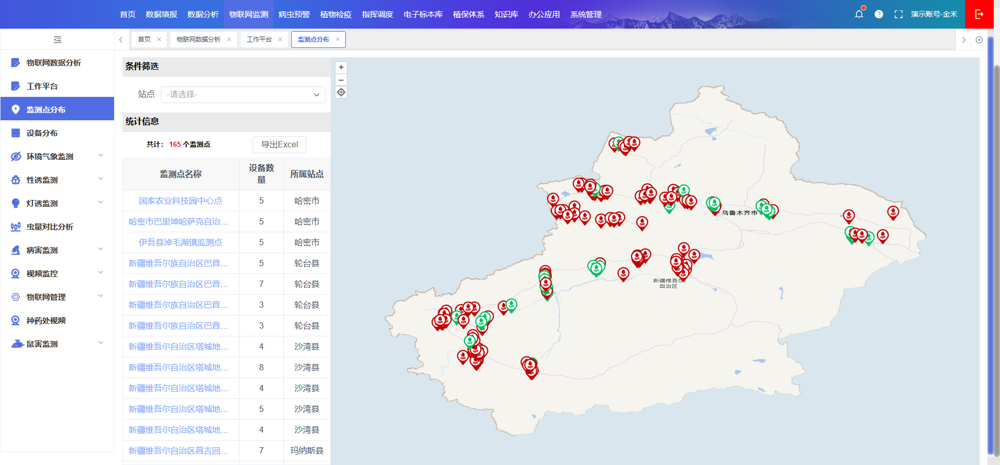 首页 数据填报 数据分析 物联网监测 病虫预警 植物检疫 指挥调度 电子标本库 植保体系 知识库 办公应用 系统管理 演示账号-金禾
首页 物联网数据分析 工作平台 监测点分布
物联网数据分析
工作平台
监测点分布
设备分布
环境气象监测
性诱监测
灯诱监测
虫量对比分析
病害监测
视频监控
物联网管理
种药处视频
鼠害监测
条件筛选
站点 -请选择-
统计信息
共计： 165 个监测点 导出Excel
监测点名称 设备数量 所属站点
国家农业科技园中心点 5 哈密市
哈密市巴里坤哈萨克自治... 5 哈密市
伊吾县淖毛湖镇监测点 5 哈密市
新疆维吾尔族自治区巴音... 5 轮台县
新疆维吾尔族自治区巴音... 7 轮台县
新疆维吾尔族自治区巴音... 3 轮台县
新疆维吾尔族自治区巴音... 3 轮台县
新疆维吾尔自治区塔城地... 4 沙湾县
新疆维吾尔自治区塔城地... 8 沙湾县
新疆维吾尔自治区塔城地... 4 沙湾县
新疆维吾尔自治区塔城地... 5 沙湾县
新疆维吾尔自治区塔城地... 4 沙湾县
新疆维吾尔自治区昌吉回... 7 玛纳斯县
乌鲁木齐市
新疆维吾尔
自治区